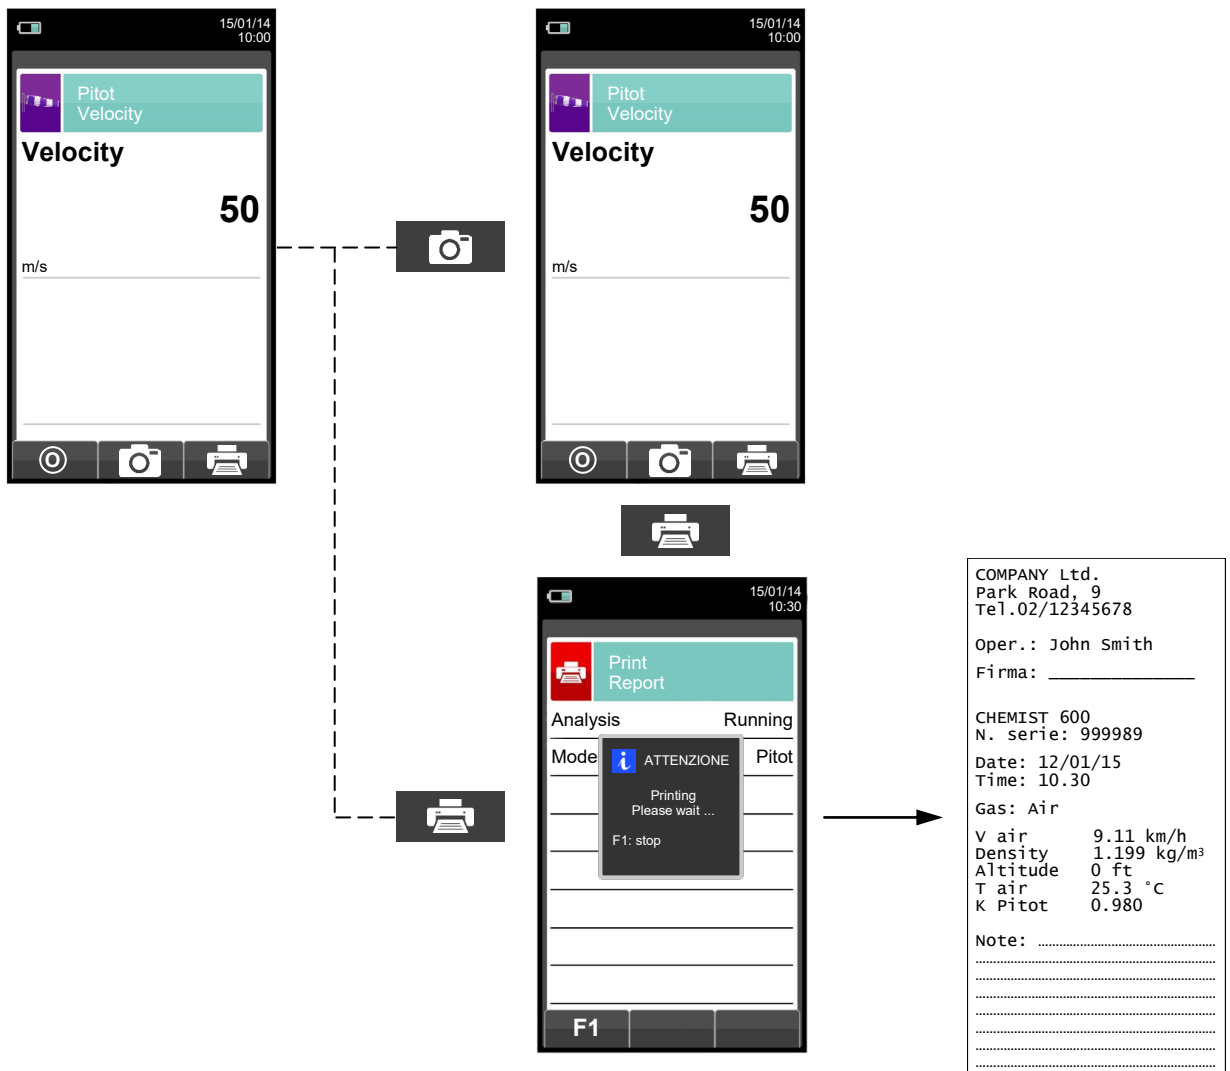 15/01/14
10:00
Pitot
Velocity
Velocity
50
m/s
15/01/14
10:00
Pitot
Velocity
Velocity
50
m/s
15/01/14
10:30
Print
Report
Analysis Running
Mode Pitot
i ATTENZIONE
Printing
Please wait ...
F1: stop
F1
COMPANY Ltd.
Park Road, 9
Tel.02/12345678
Oper.: John Smith
Firma: ______________
CHEMIST 600
N. serie: 999989
Date: 12/01/15
Time: 10.30
Gas: Air
V air 9.11 km/h
Density 1.199 kg/m³
Altitude 0 ft
T air 25.3 °C
K Pitot 0.980
Note: ..................................................